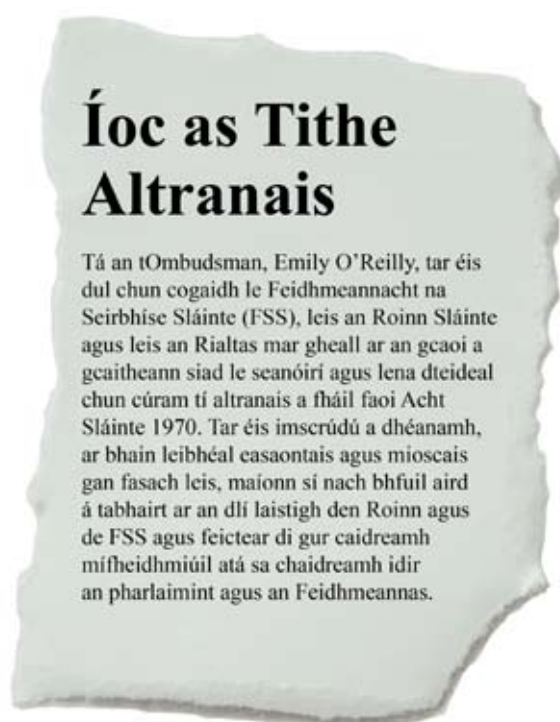 Íoc as Tithe
Altranais
Tá an tOmbudsman, Emily O'Reilly, tar éis
dul chun cogaidh le Feidhmeannacht na
Seirbhíse Sláinte (FSS), leis an Roinn Sláinte
agus leis an Rialtas mar gheall ar an gcaoi a
gcaitheann siad le seanóirí agus lena dteideal
chun cúram tí altranais a fháil faoi Acht
Sláinte 1970. Tar éis imscrúdú a dhéanamh,
ar bhain leibhéal easaontais agus mioscais
gan fasach leis, maíonn sí nach bhfuil aird
á tabhairt ar an dlí laistigh den Roinn agus
de FSS agus feictear di gur caidreamh
mífheidhmiúil atá sa chaidreamh idir
an pharlaimint agus an Feidhmeannas.